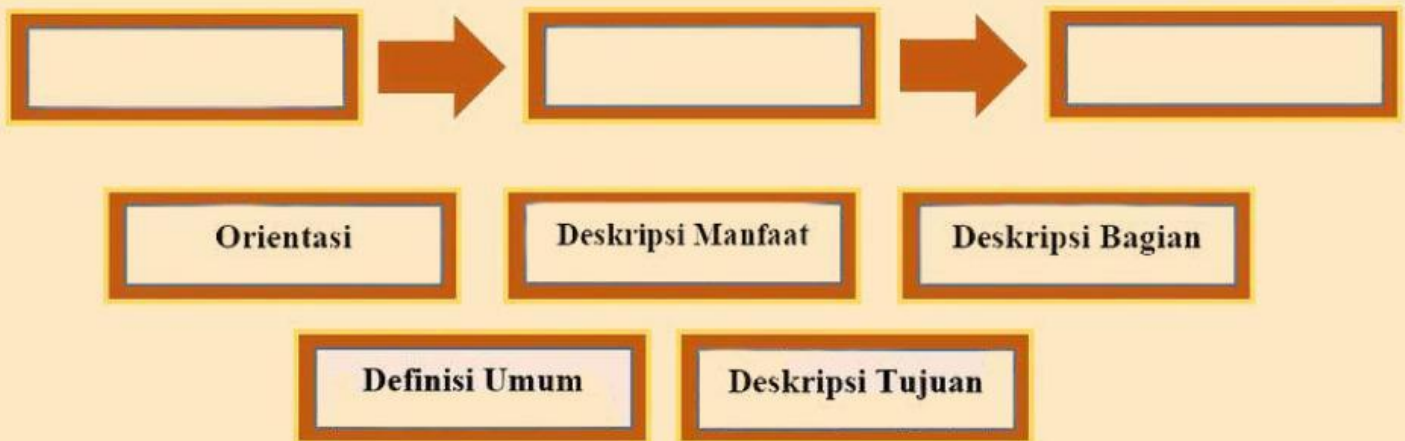 Orientasi
Deskripsi Manfaat
Deskripsi Bagian
Definisi Umum
Deskripsi Tujuan